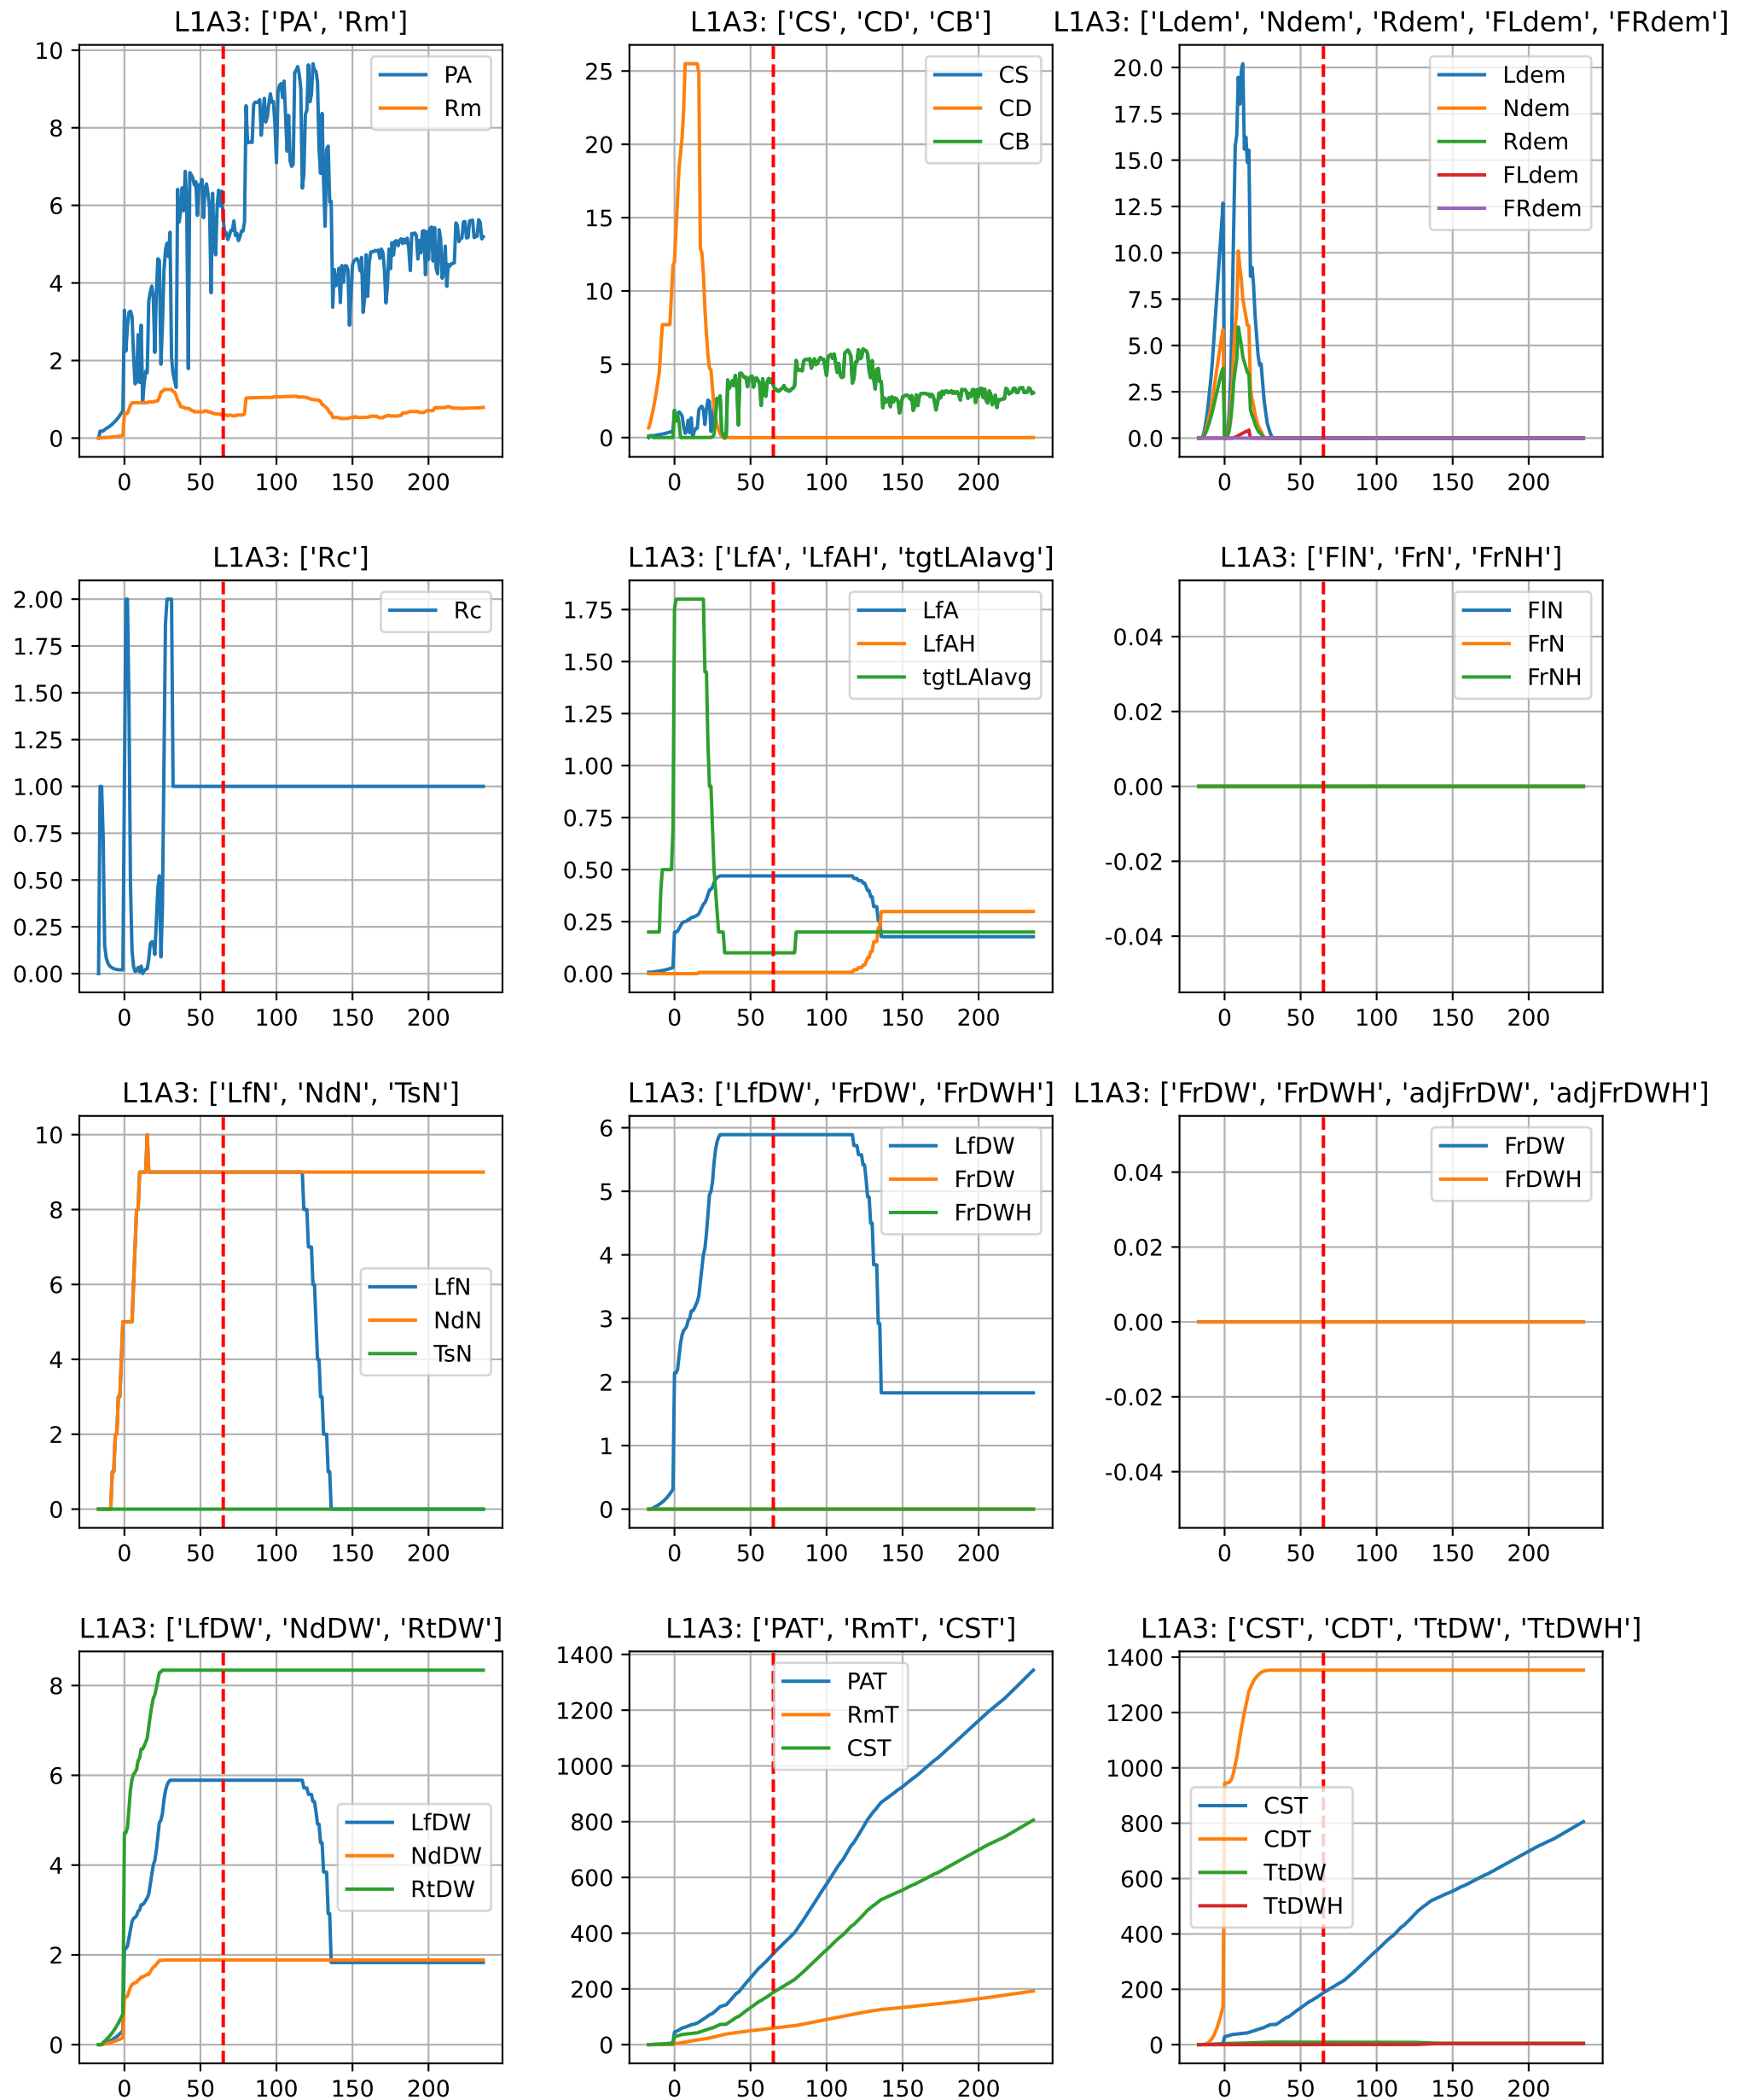 L1A3: ['PA', 'Rm']
10
8
6
4
2
0
0 50 100 150 200
PA
Rm
L1A3: ['CS', 'CD', 'CB']
25
20
15
10
5
0
0 50 100 150 200
CS
CD
CB
L1A3: ['Ldem', 'Ndem', 'Rdem', 'FLdem', 'FRdem']
20.0
17.5
15.0
12.5
10.0
7.5
5.0
2.5
0.0
0 50 100 150 200
Ldem
Ndem
Rdem
FLdem
FRdem
L1A3: ['Rc']
2.00
1.75
1.50
1.25
1.00
0.75
0.50
0.25
0.00
0 50 100 150 200
Rc
L1A3: ['LfA', 'LfAH', 'tgtLAIavg']
1.75
1.50
1.25
1.00
0.75
0.50
0.25
0.00
0 50 100 150 200
LfA
LfAH
tgtLAIavg
L1A3: ['FlN', 'FrN', 'FrNH']
0.04
0.02
0.00
-0.02
-0.04
0 50 100 150 200
FlN
FrN
FrNH
L1A3: ['LfN', 'NdN', 'TsN']
10
8
6
4
2
0
0 50 100 150 200
LfN
NdN
TsN
L1A3: ['LfDW', 'FrDW', 'FrDWH']
6
5
4
3
2
1
0
0 50 100 150 200
LfDW
FrDW
FrDWH
L1A3: ['FrDW', 'FrDWH', 'adjFrDW', 'adjFrDWH']
0.04
0.02
0.00
-0.02
-0.04
0 50 100 150 200
FrDW
FrDWH
L1A3: ['LfDW', 'NdDW', 'RtDW']
8
6
4
2
0
0 50 100 150 200
LfDW
NdDW
RtDW
L1A3: ['PAT', 'RmT', 'CST']
1400
1200
1000
800
600
400
200
0
0 50 100 150 200
PAT
RmT
CST
L1A3: ['CST', 'CDT', 'TtDW', 'TtDWH']
1400
1200
1000
800
600
400
200
0
0 50 100 150 200
CST
CDT
TtDW
TtDWH